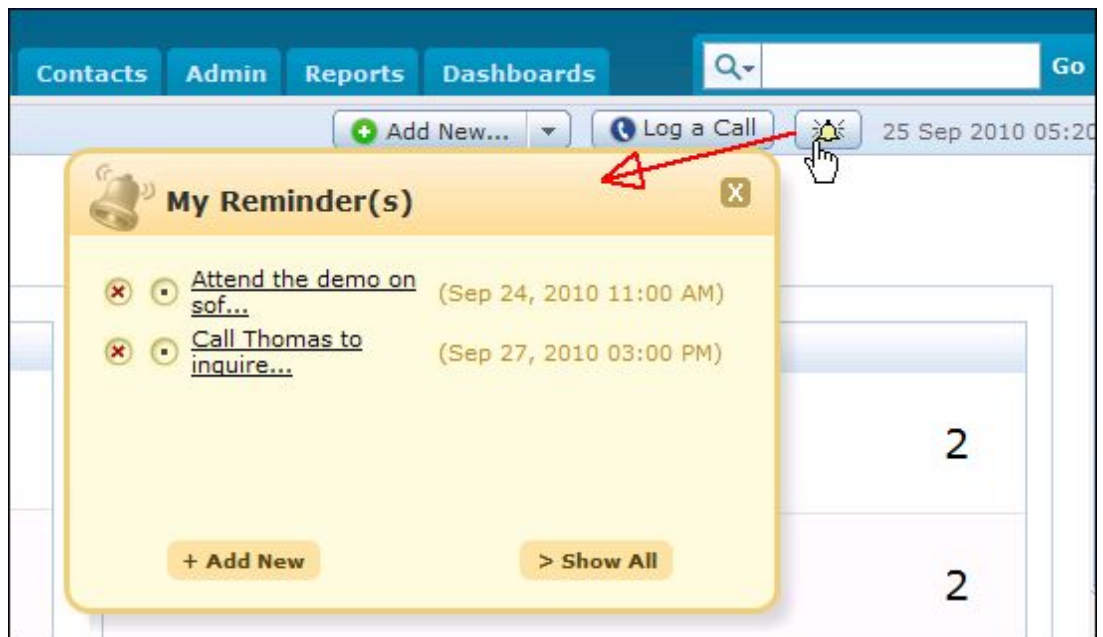 Contacts Admin Reports Dashboards Go
Add New... Log a Call 25 Sep 2010 05:20
My Reminder(s) X
Attend the demo on
sof... (Sep 24, 2010 11:00 AM)
Call Thomas to
inquire... (Sep 27, 2010 03:00 PM)
2
+ Add New > Show All
2